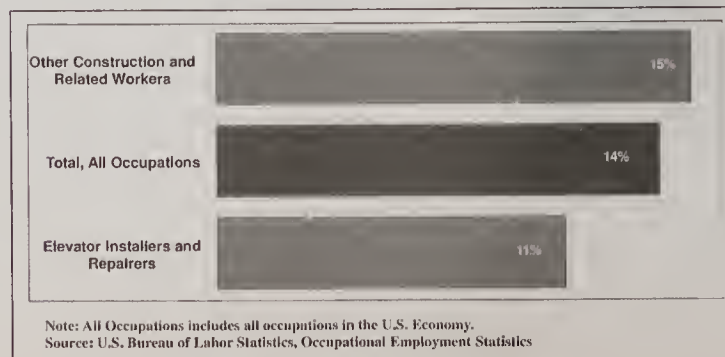 Other Construction and
Related Workera
15%
Total, All Occupations
14%
Elevator Instaliers and
Repairers
11%
Note: All Occupations includes all occupations in the U.S. Economy.
Source: U.S. Bureau of Labor Statistics, Occupational Employment Statistics